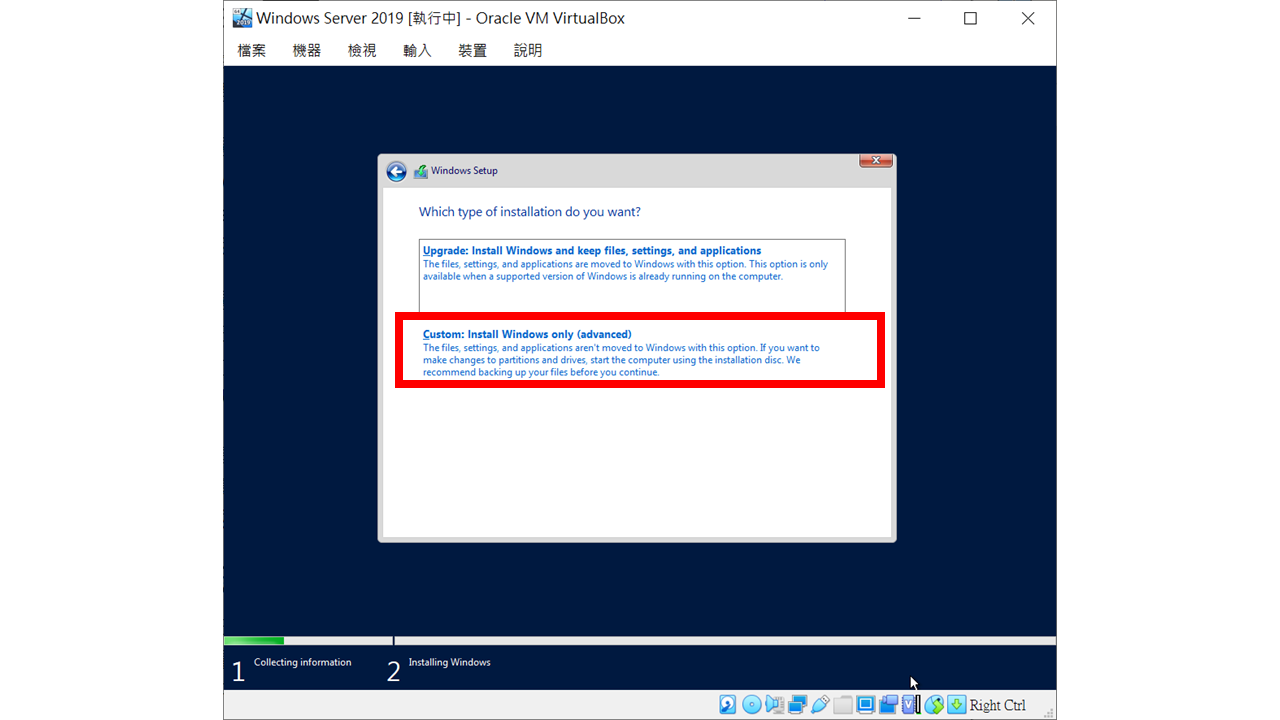 Windows Server 2019 [執行中] - Oracle VM VirtualBox
檔案 機器 檢視 輸入 裝置 說明
Windows Setup
Which type of installation do you want?
Upgrade: Install Windows and keep files, settings, and applications
The files, settings, and applications are moved to Windows with this option. This option is only
available when a supported version of Windows is already running on the computer.
Custom: Install Windows only (advanced)
The files, settings, and applications aren't moved to Windows with this option. If you want to
make changes to partitions and drives, start the computer using the installation disc. We
recommend backing up your files before you continue.
1 Collecting information 2 Installing Windows
Right Ctrl